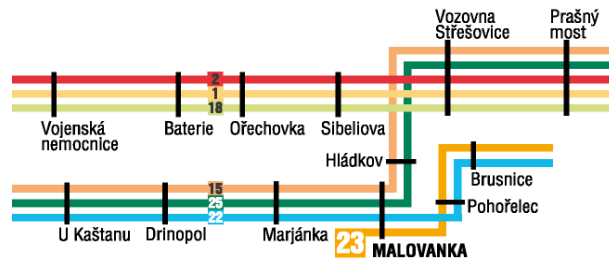 Vozovna
Střešovice
Prašný
most
2
1
18
Vojenská
nemocnice
Baterie
Ořechovka
Sibeliova
Hládkov
15
25
22
Brusnice
Pohořelec
U Kaštanu
Drinopol
Marjánka
23
MALOVANKA